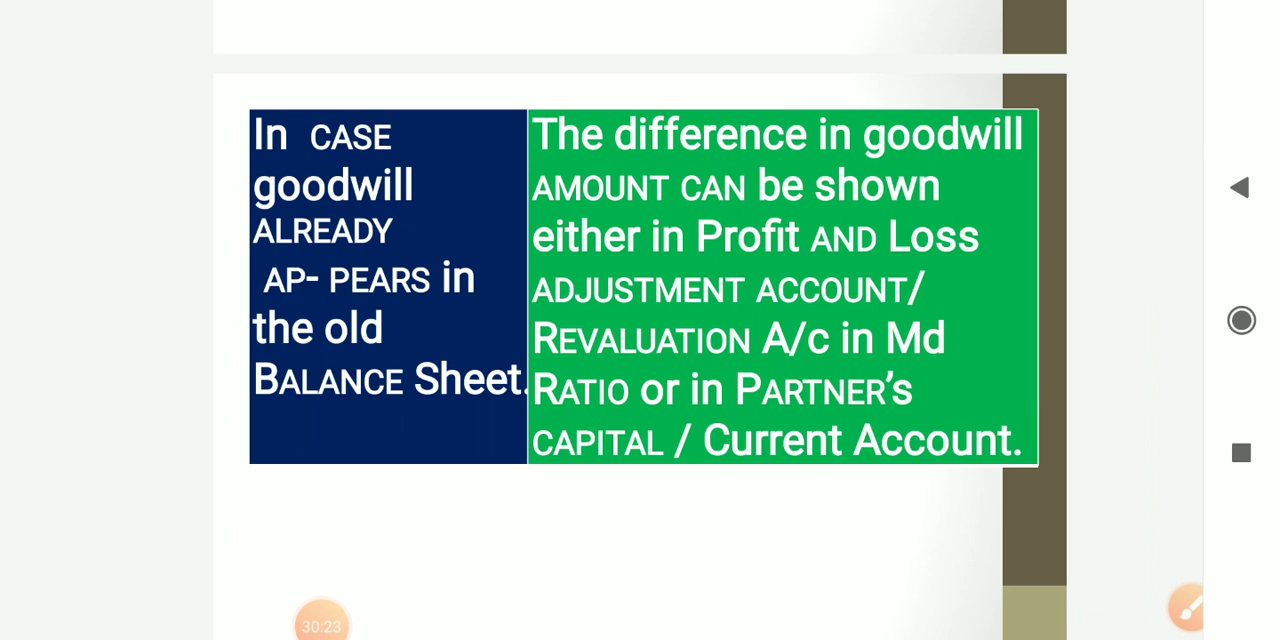 In CASE
goodwill
ALREADY
AP- PEARS in
the old
BALANCE Sheet.
The difference in goodwill
AMOUNT CAN be shown
either in Profit AND Loss
ADJUSTMENT ACCOUNT/
REVALUATION A/c in Md
RATIO or in PARTNER’s
CAPITAL / Current Account.
30:23